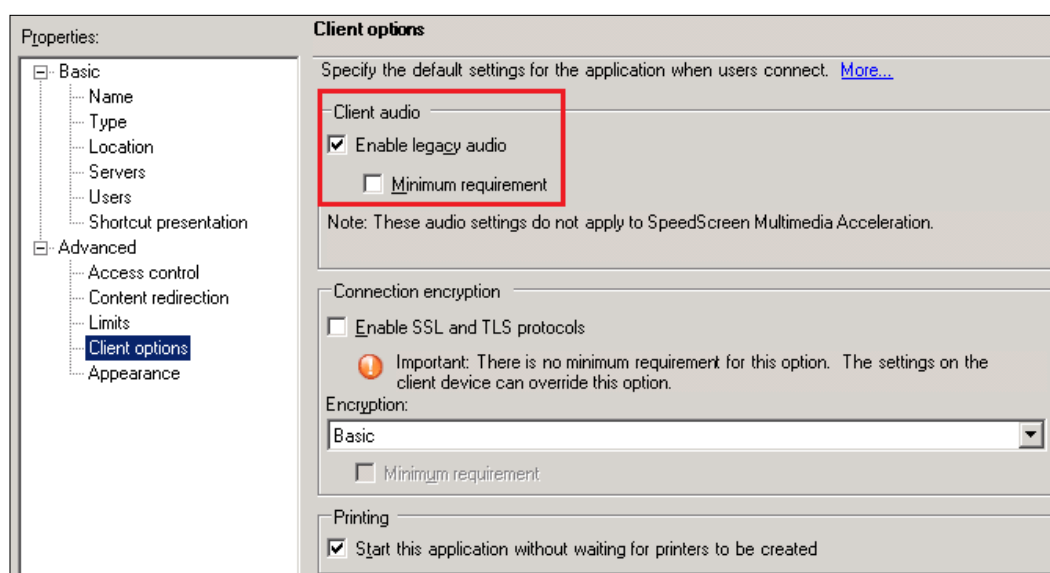 Properties:
Basic
Name
Type
Location
Servers
Users
Shortcut presentation
Advanced
Access control
Content redirection
Limits
Client options
Appearance
Client options
Specify the default settings for the application when users connect. More...
Client audio
Enable legacy audio
Minimum requirement
Note: These audio settings do not apply to SpeedScreen Multimedia Acceleration.
Connection encryption
Enable SSL and TLS protocols
Important: There is no minimum requirement for this option. The settings on the
client device can override this option.
Encryption:
Basic
Minimum requirement
Printing
Start this application without waiting for printers to be created